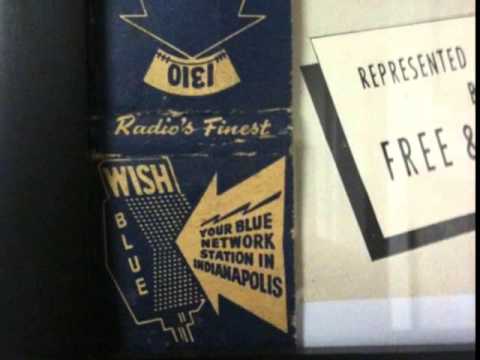 1310
Radio's Finest
WISH
BLUE
YOUR BLUE
NETWORK
STATION IN
INDIANAPOLIS
REPRESENTED
FREE &